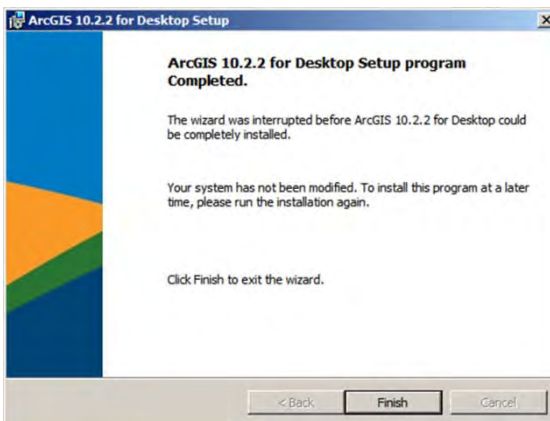 ArcGIS 10.2.2 for Desktop Setup
ArcGIS 10.2.2 for Desktop Setup program
Completed.
The wizard was interrupted before ArcGIS 10.2.2 for Desktop could
be completely installed.
Your system has not been modified. To install this program at a later
time, please run the installation again.
Click Finish to exit the wizard.
< Back
Finish
Cancel